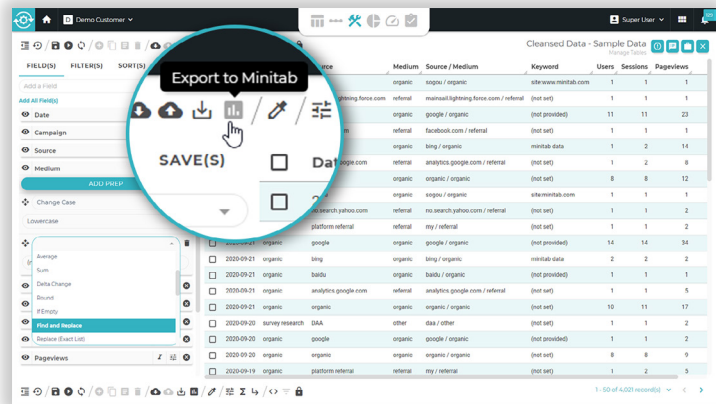 D Demo Customer
Super User
Cleansed Data - Sample Data
Manage Tables
FIELD(S) FILTER(S) SORT(S)
Add a Field
Add All Field(s)
Date
Campaign
Source
Medium
ADD PREP
Change Case
Lowercase
Average
Sum
Delta Change
Round
If Empty
Find and Replace
Replace (Exact List)
Pageviews
Export to Minitab
SAVE(S)
Medium Source / Medium Keyword Users Sessions Pageviews
organic sogou / organic site:www.minitab.com 1 1 1
referral mainsail.lightning.force.com / referral (not set) 1 1 1
organic google / organic (not provided) 11 11 23
referral facebook.com / referral (not set) 1 1 1
organic bing / organic minitab data 1 2 14
referral analytics.google.com / referral (not set) 1 2 8
organic organic / organic (not set) 8 8 12
organic sogou / organic site:minitab.com 1 1 1
no.search.yahoo.com referral no.search.yahoo.com / referral (not set) 1 1 2
platform referral referral my / referral (not set) 1 1 2
2020-09-21 organic google organic google / organic (not provided) 14 14 34
2020-09-21 organic bing organic bing / organic minitab data 2 2 2
2020-09-21 organic baidu organic baidu / organic (not provided) 1 1 1
2020-09-21 organic analytics.google.com referral analytics.google.com / referral (not set) 1 1 5
2020-09-21 organic organic organic organic / organic (not set) 10 11 17
2020-09-20 survey research DAA other daa / other (not set) 1 1 2
2020-09-20 organic google organic google / organic (not provided) 1 1 2
2020-09-20 organic organic organic organic / organic (not set) 8 8 9
2020-09-19 organic platform referral referral my / referral (not set) 1 2 5
1 - 50 of 4,021 record(s)